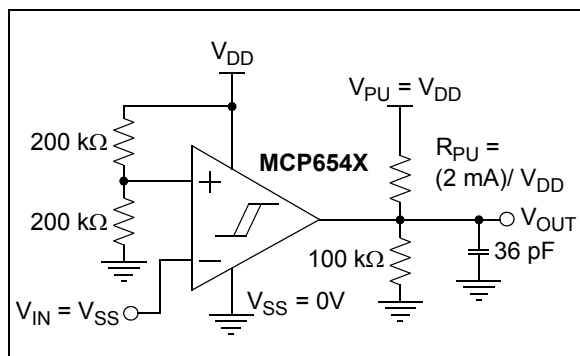 V_DD
V_PU = V_DD
200 kΩ
MCP654X
R_PU =
(2 mA)/ V_DD
+
200 kΩ
V_OUT
−
100 kΩ
36 pF
V_IN = V_SS
V_SS = 0V